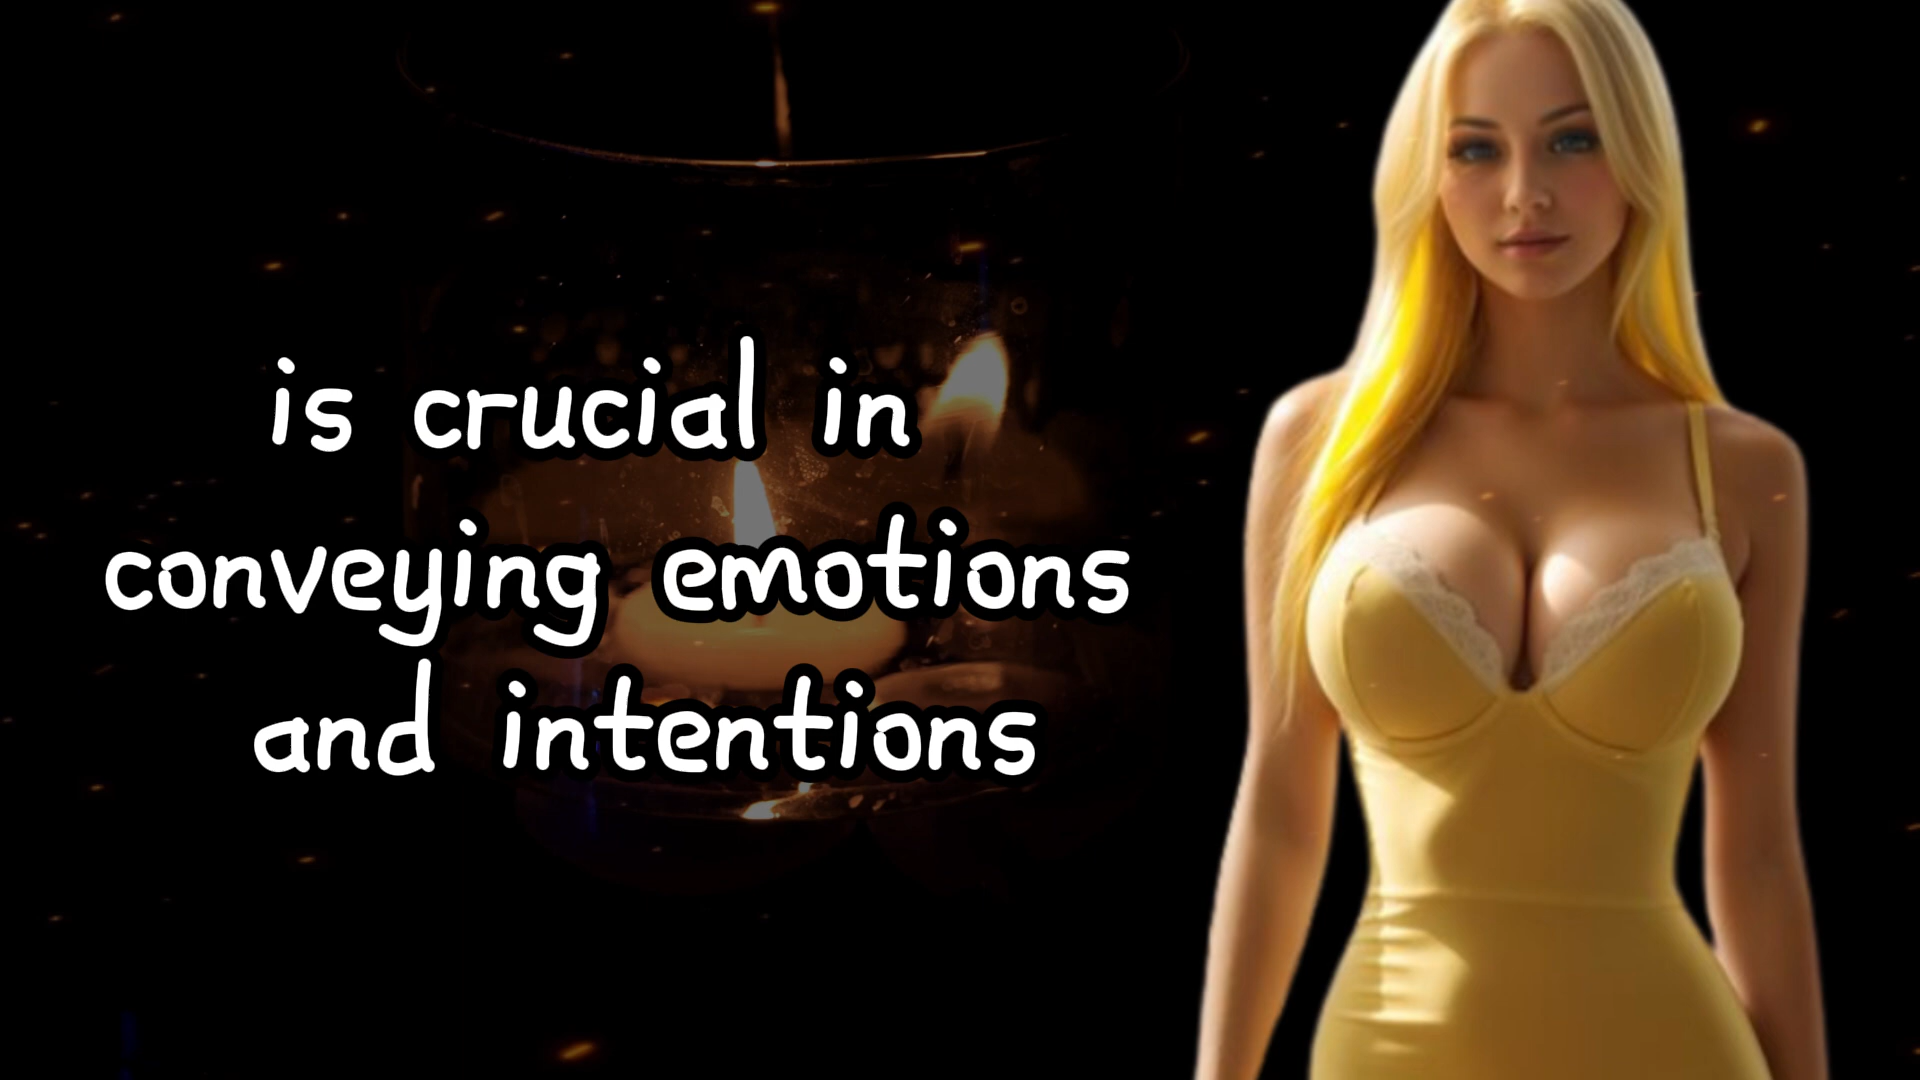 is crucial in
conveying emotions
and intentions